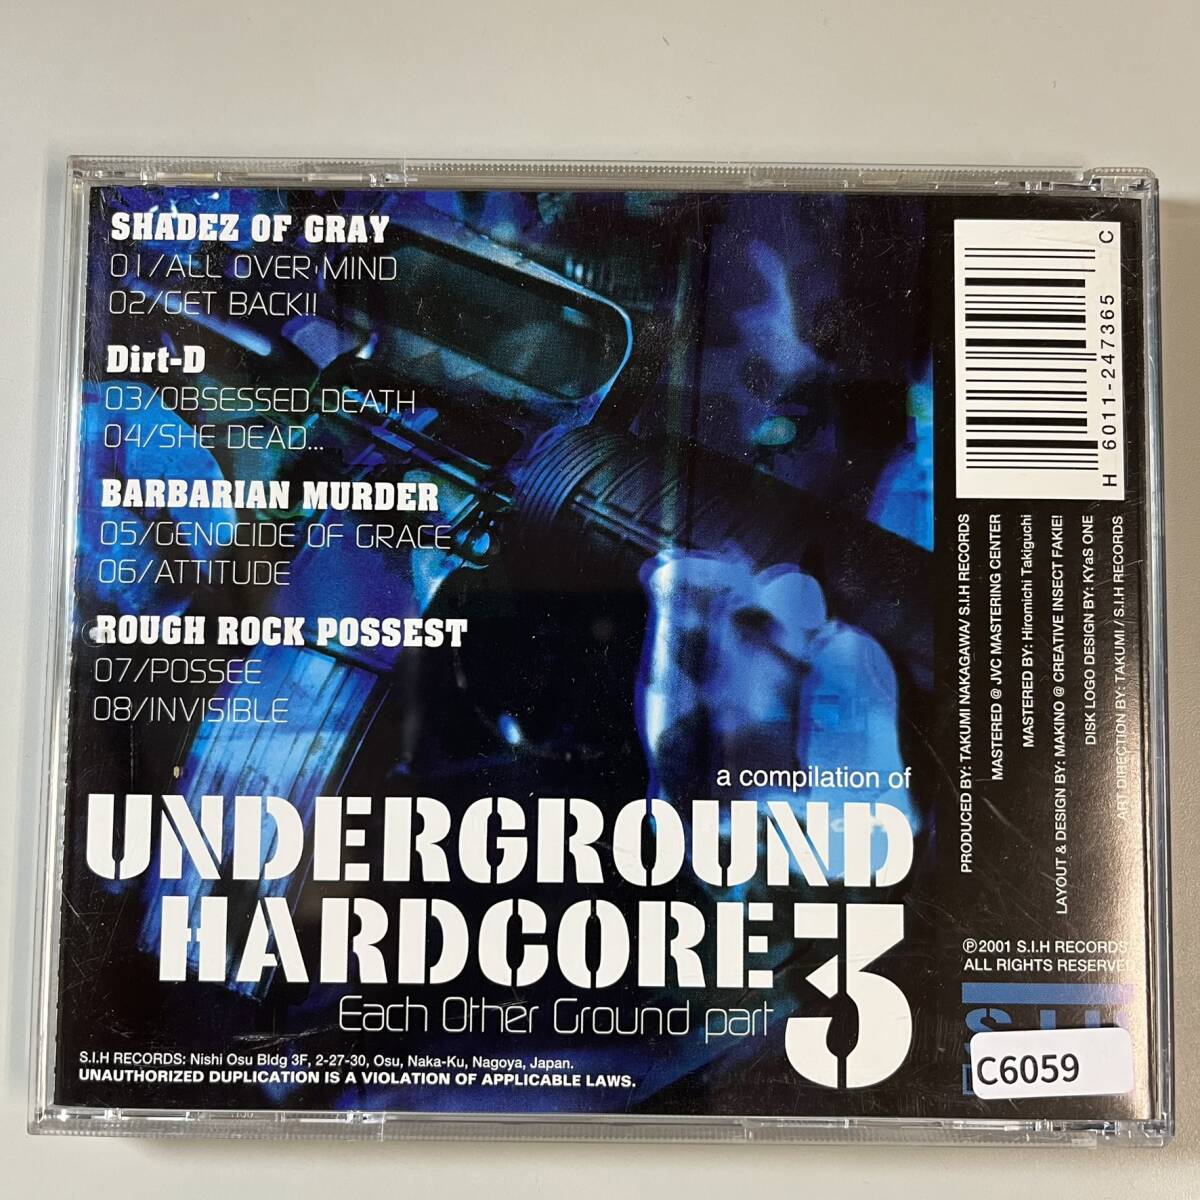 SHADEZ OF GRAY
01/ALL OVER MIND
02/GET BACK!!
Dirt-D
03/OBSESSED DEATH
04/SHE DEAD...
BARBARIAN MURDER
05/GENOCIDE OF GRACE
06/ATTITUDE
ROUGH ROCK POSSEST
07/POSSEE
08/INVISIBLE
a compilation of
UNDERGROUND
HARDCORE 3
Each Other Ground part
S.I.H RECORDS: Nishi Osu Bldg 3F, 2-27-30, Osu, Naka-Ku, Nagoya, Japan.
UNAUTHORIZED DUPLICATION IS A VIOLATION OF APPLICABLE LAWS.
H 6011-247365 C
PRODUCED BY: TAKUMI NAKAGAWA/ S.I.H RECORDS
MASTERED @ JVC MASTERING CENTER
MASTERED BY: Hiromichi Takiguchi
LAYOUT & DESIGN BY: MAKINO @ CREATIVE INSECT FAKIE!
DISK LOGO DESIGN BY: KYaS ONE
ART DIRECTION BY: TAKUMI / S.I.H RECORDS
℗2001 S.I.H RECORDS
ALL RIGHTS RESERVED
S.I.H
C6059